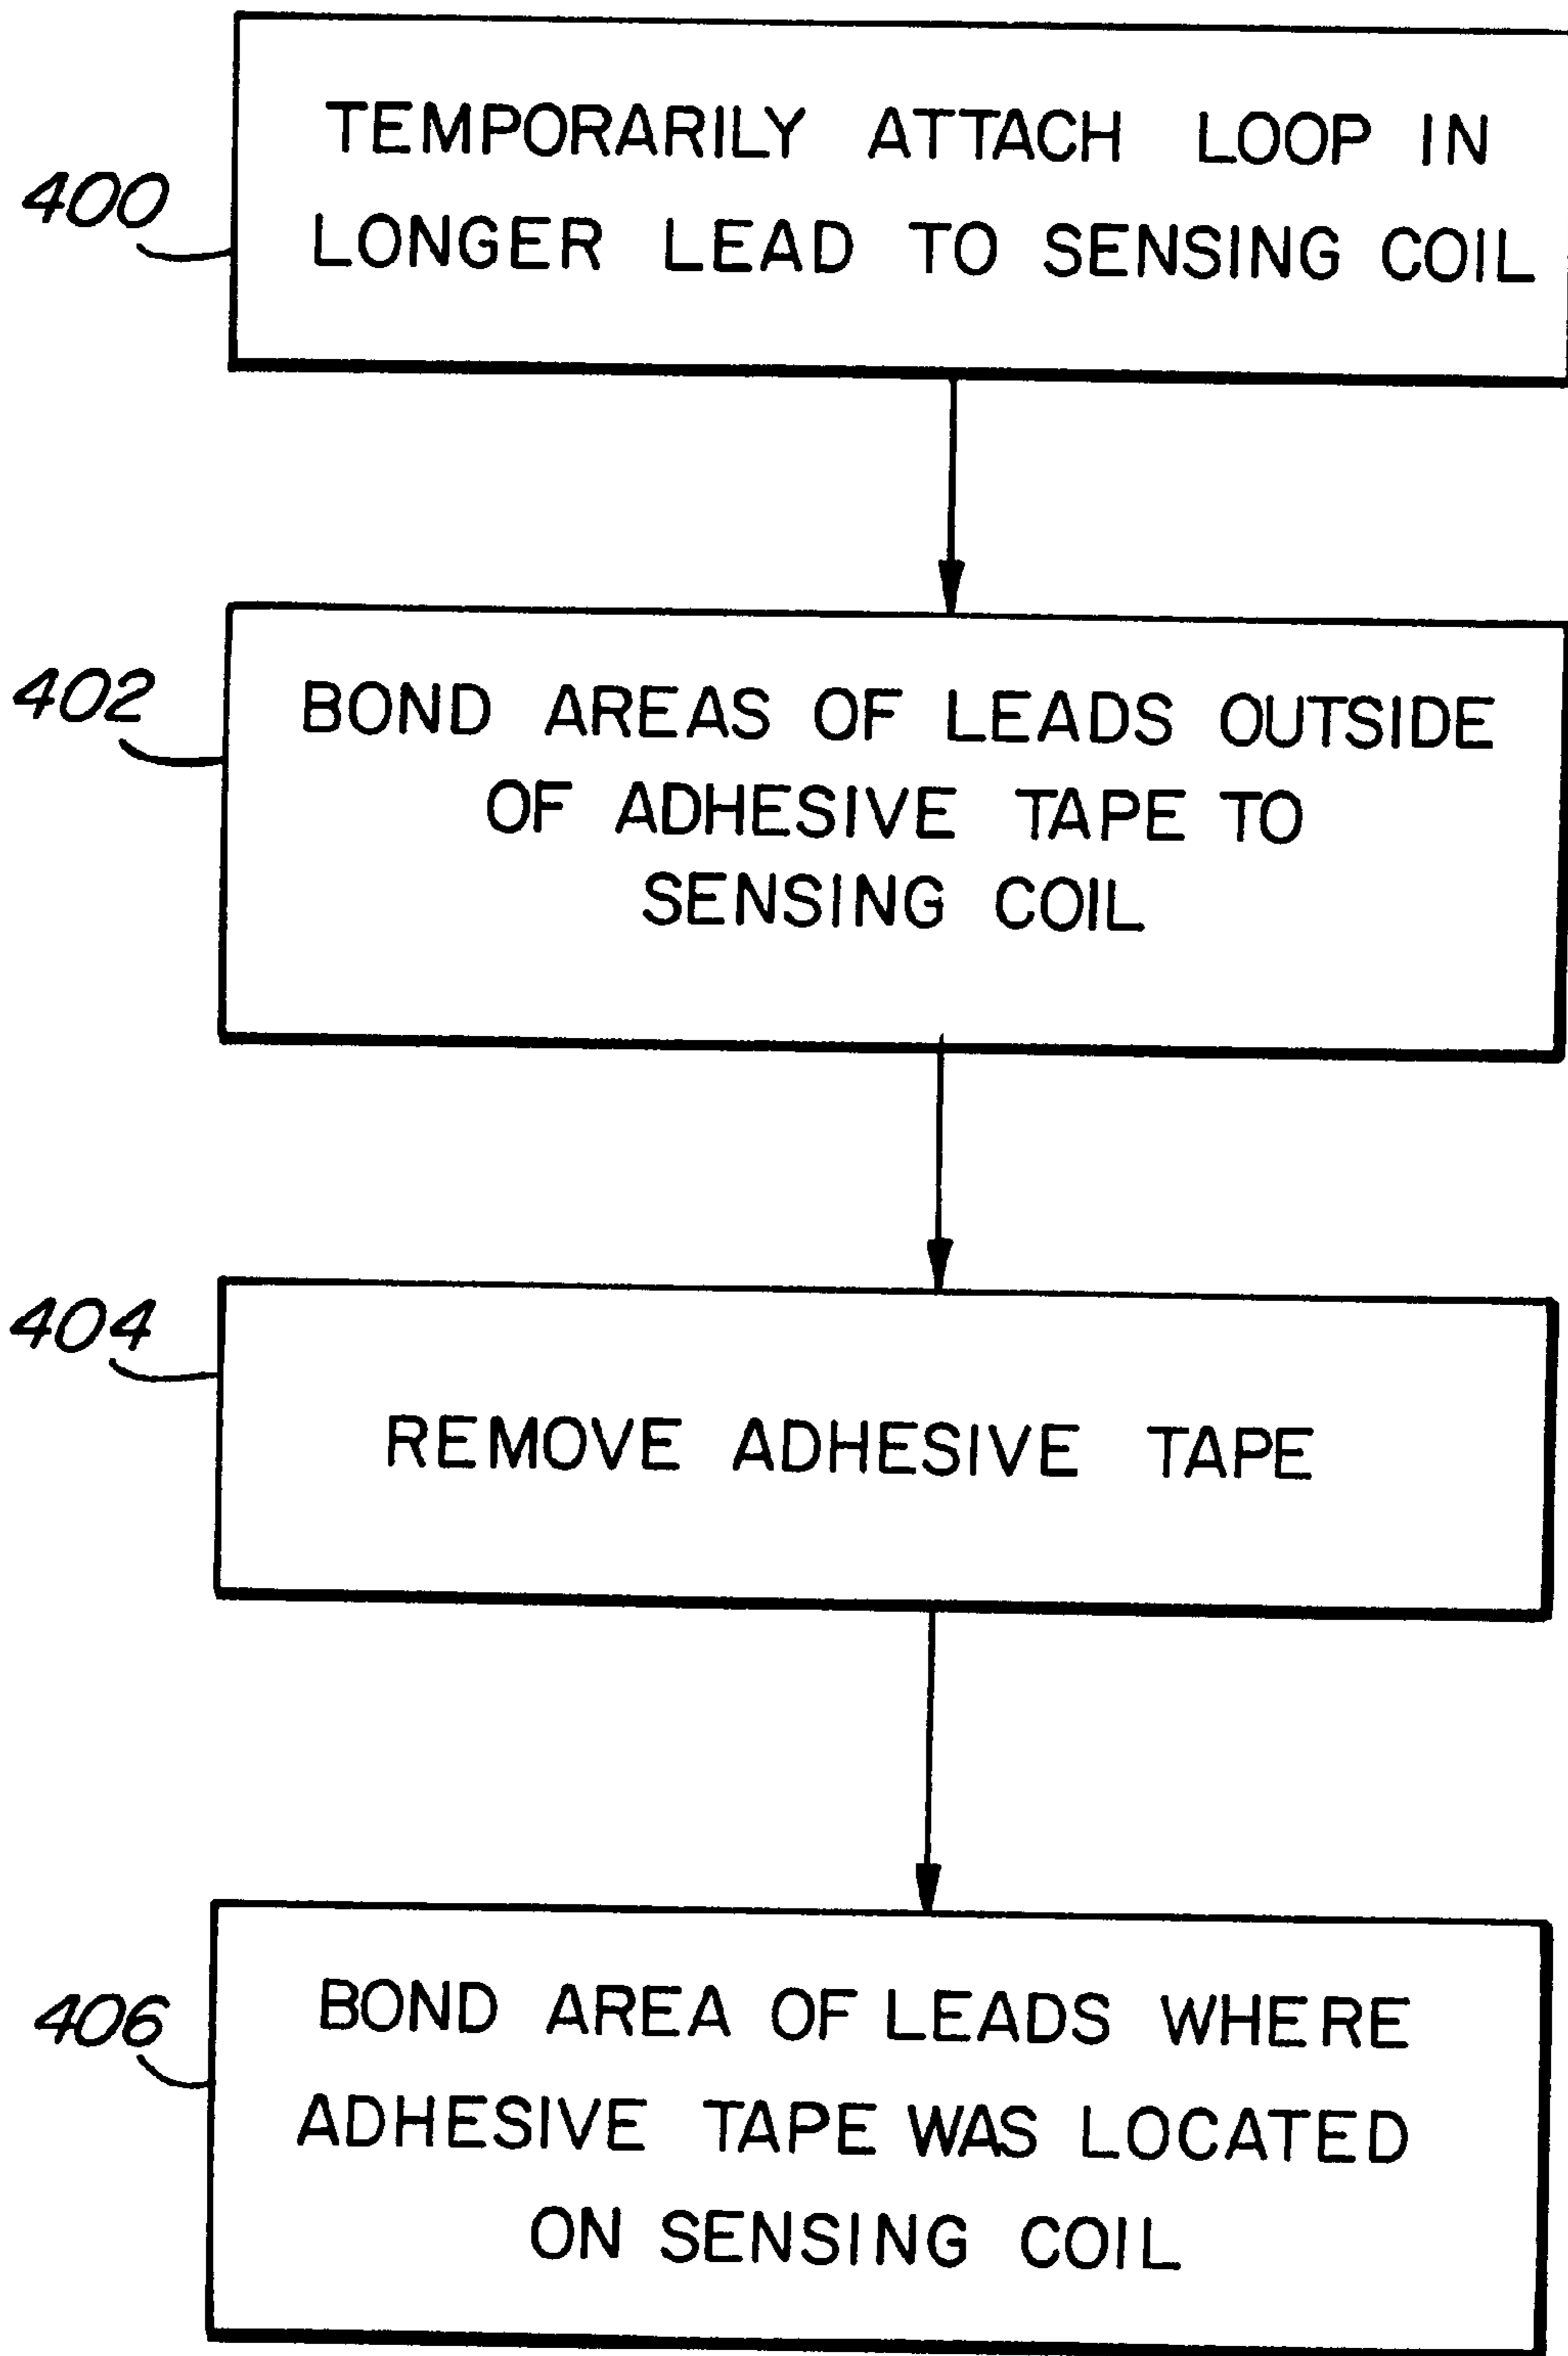 TEMPORARILY ATTACH LOOP IN
400
LONGER LEAD TO SENSING COIL
402
BOND AREAS OF LEADS OUTSIDE
OF ADHESIVE TAPE TO
SENSING COIL
404
REMOVE ADHESIVE TAPE
406
BOND AREA OF LEADS WHERE
ADHESIVE TAPE WAS LOCATED
ON SENSING COIL